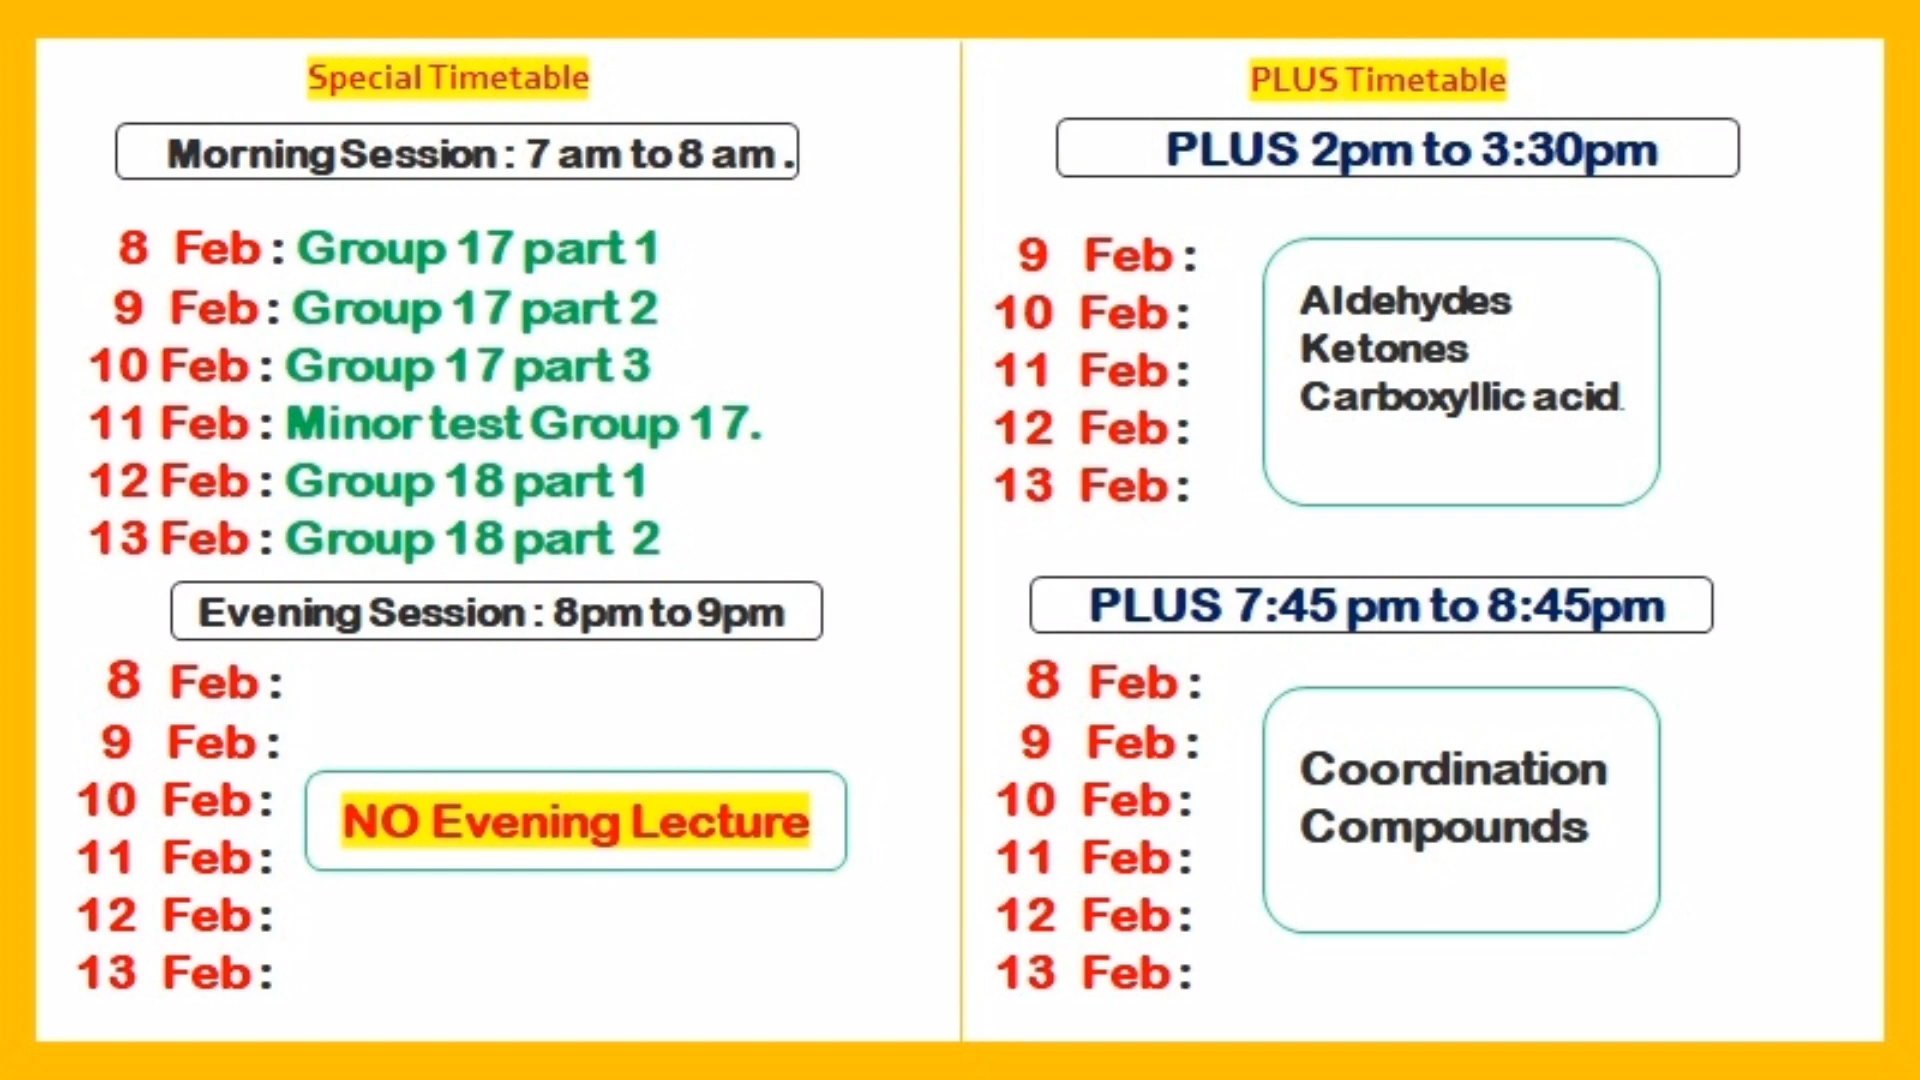 Special Timetable
Morning Session : 7 am to 8 am .
8 Feb : Group 17 part 1
9 Feb : Group 17 part 2
10 Feb : Group 17 part 3
11 Feb : Minor test Group 17.
12 Feb : Group 18 part 1
13 Feb : Group 18 part 2
Evening Session : 8pm to 9pm
8 Feb :
9 Feb :
10 Feb :
11 Feb :
12 Feb :
13 Feb :
NO Evening Lecture
PLUS Timetable
PLUS 2pm to 3:30pm
9 Feb :
10 Feb :
11 Feb :
12 Feb :
13 Feb :
Aldehydes
Ketones
Carboxyllic acid.
PLUS 7:45 pm to 8:45pm
8 Feb :
9 Feb :
10 Feb :
11 Feb :
12 Feb :
13 Feb :
Coordination
Compounds